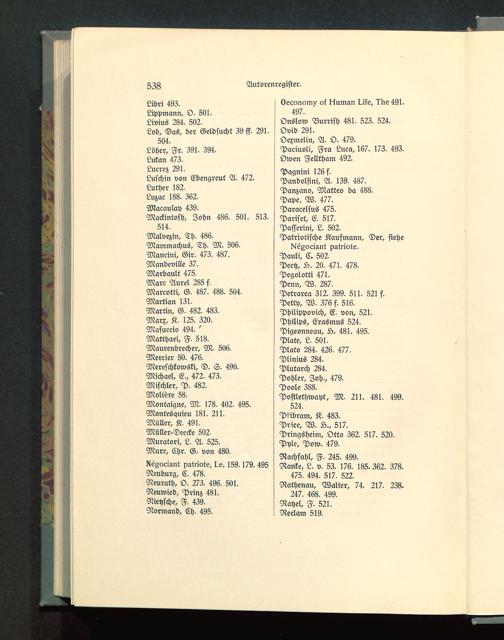 538
Autorenregister.
Libri 493.
Lippmann, O. 501.
Livius 284. 502.
Lob, Das, der Geldsucht 39 ff. 291.
504.
Löher, Fr. 391. 394.
Lukan 473.
Lucrez 291.
Luschin von Ebengreut A. 472.
Luther 182.
Luzac 188. 362.
Macaulay 439.
Mackintosh, John 486. 501. 513.
514.
Malvezin, Th. 486.
Mammachus, Th. M. 506.
Mancini, Gir. 473. 487.
Mandeville 37.
Marbault 475.
Marc Aurel 285 f.
Marcotti, G. 487. 488. 504.
Martian 131.
Martin, G. 482. 483.
Marx, K. 125. 320.
Masuccio 494.
Matthaei, F. 518.
Maurenbrecher, M. 506.
Mercier 50. 476.
Mereschkowski, D. S. 490.
Michael, E., 472. 473.
Mischler, P. 482.
Molière 58.
Montaigne, M. 178. 402. 495.
Montesquieu 181. 211.
Müller, K. 491.
Müller-Deecke 502.
Muratori, L. A. 525.
Murr, Chr. G. von 480.
Négociant patriote, Le. 159. 179. 495
Neuburg, C. 478.
Neurath, O. 273. 496. 501.
Neuwied, Prinz 481.
Nietzsche, F. 439.
Normand, Ch. 495.
Oeconomy of Human Life, The 491.
497.
Onslow Burrish 481. 523. 524.
Ovid 291.
Oexmelin, A. O. 479.
Paciuoli, Fra Luca, 167. 173. 493.
Owen Felltham 492.
Pagnini 126 f.
Pandolfini, A. 139. 487.
Panzano, Matteo da 488.
Pape, W. 477.
Paracelsus 475.
Pariset, E. 517.
Passerini, L. 502.
Patriotische Kaufmann, Der, siehe
Négociant patriote.
Pauli, C. 502.
Peetz, H. 20. 471. 478.
Pegolotti 471.
Penn, W. 287.
Petrarca 312. 399. 511. 521 f.
Petty, W. 376 f. 516.
Philippovich, E. von, 521.
Philips, Erasmus 524.
Pigeonneau, H. 481. 495.
Plate, L. 501.
Plato 284. 426. 477.
Plinius 284.
Plutarch 284.
Pohler, Joh., 479.
Poole 388.
Postlethwayt, M. 211. 481. 499.
524.
Přibram, K. 483.
Price, W. H., 517.
Pringsheim, Otto 362. 517. 520.
Pyle, How. 479.
Rachfahl, F. 245. 499.
Ranke, L. v. 53. 176. 185. 362. 378.
475. 494. 517. 522.
Rathenau, Walter, 74. 217. 238.
247. 468. 499.
Ratzel, F. 521.
Reclam 519.